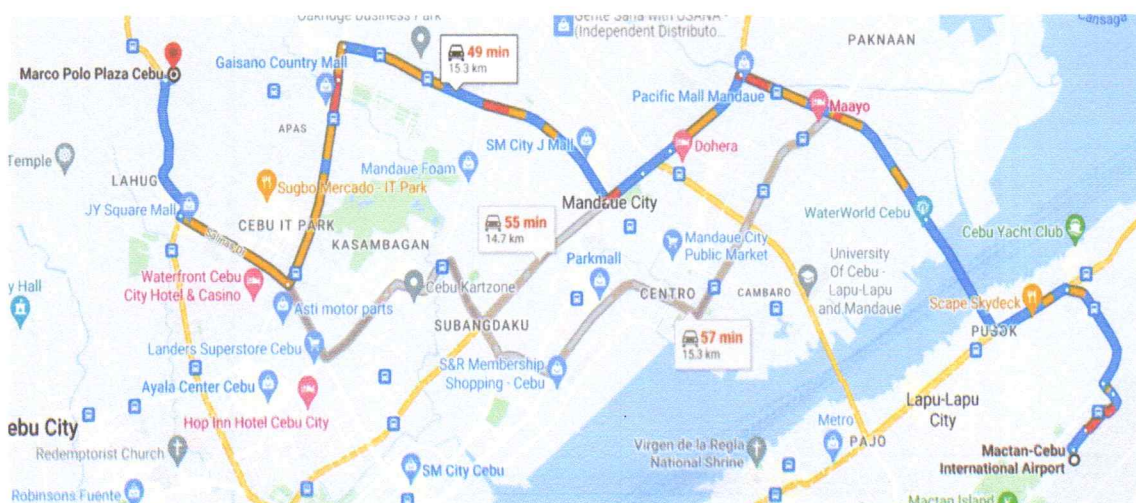 Oakridge Business Park
Gente Sana with USANA -
(Independent Distributo...
Cansaga
PAKNAAN
49 min
15.3 km
Marco Polo Plaza Cebu
Gaisano Country Mall
Pacific Mall Mandaue
Maayo
APAS
SM City J Mall
Dohera
Temple
Mandaue Foam
LAHUG
Sugbo Mercado - IT Park
Mandaue City
JY Square Mall
CEBU IT PARK
WaterWorld Cebu
55 min
14.7 km
KASAMBAGAN
Cebu Yacht Club
Mandaue City
Public Market
University
Of Cebu -
Lapu-Lapu
and Mandaue
Parkmall
Waterfront Cebu
City Hotel & Casino
Cebu Kartzone
y Hall
CENTRO
CAMBARO
Scape Skydeck
Asti motor parts
SUBANGDAKU
PUSOK
57 min
15.3 km
Landers Superstore Cebu
S&R Membership
Shopping - Cebu
Ayala Center Cebu
Lapu-Lapu
City
Hop Inn Hotel Cebu City
Metro
ebu City
PAJO
Redemptorist Church
Virgen de la Regla
National Shrine
Mactan-Cebu
International Airport
SM City Cebu
Robinsons Fuente
Mactan Island